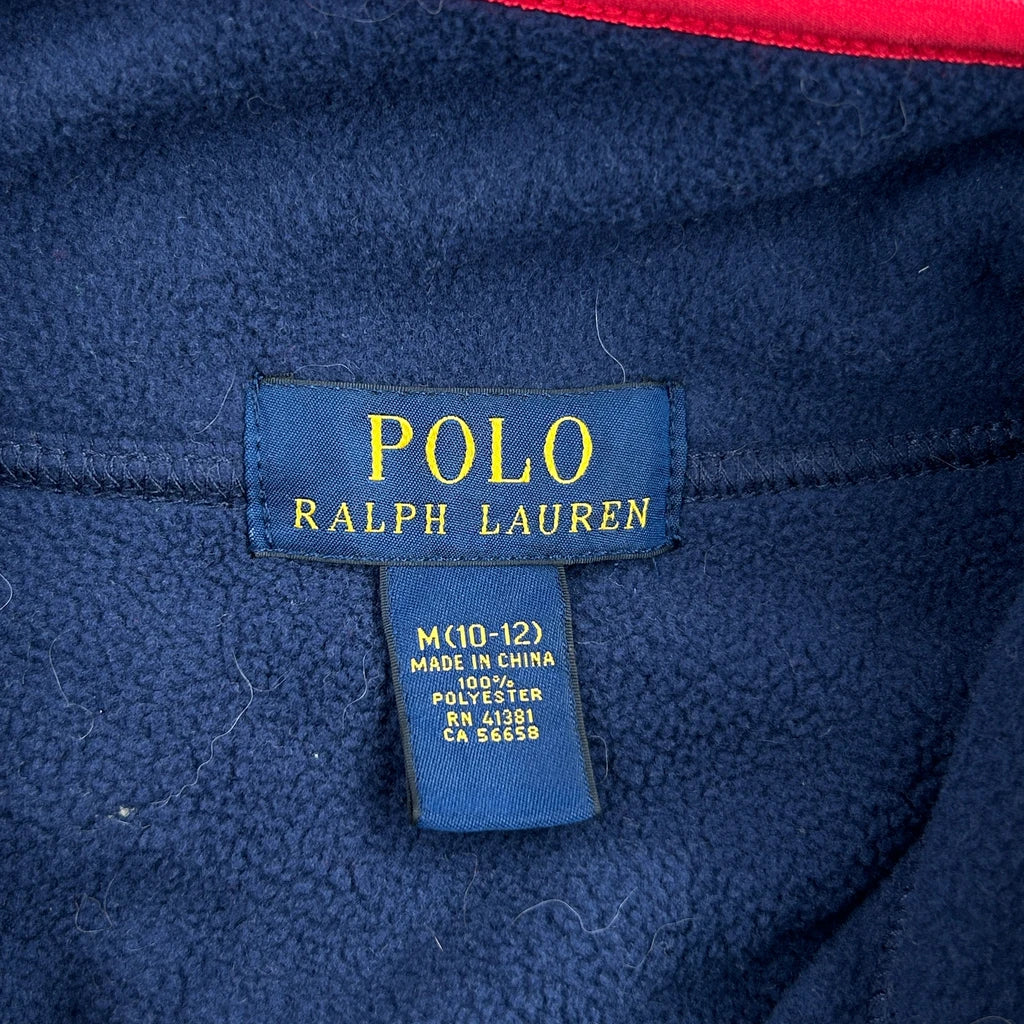 POLO
RALPH LAUREN
M(10-12)
MADE IN CHINA
100%
POLYESTER
RN 41381
CA 56658